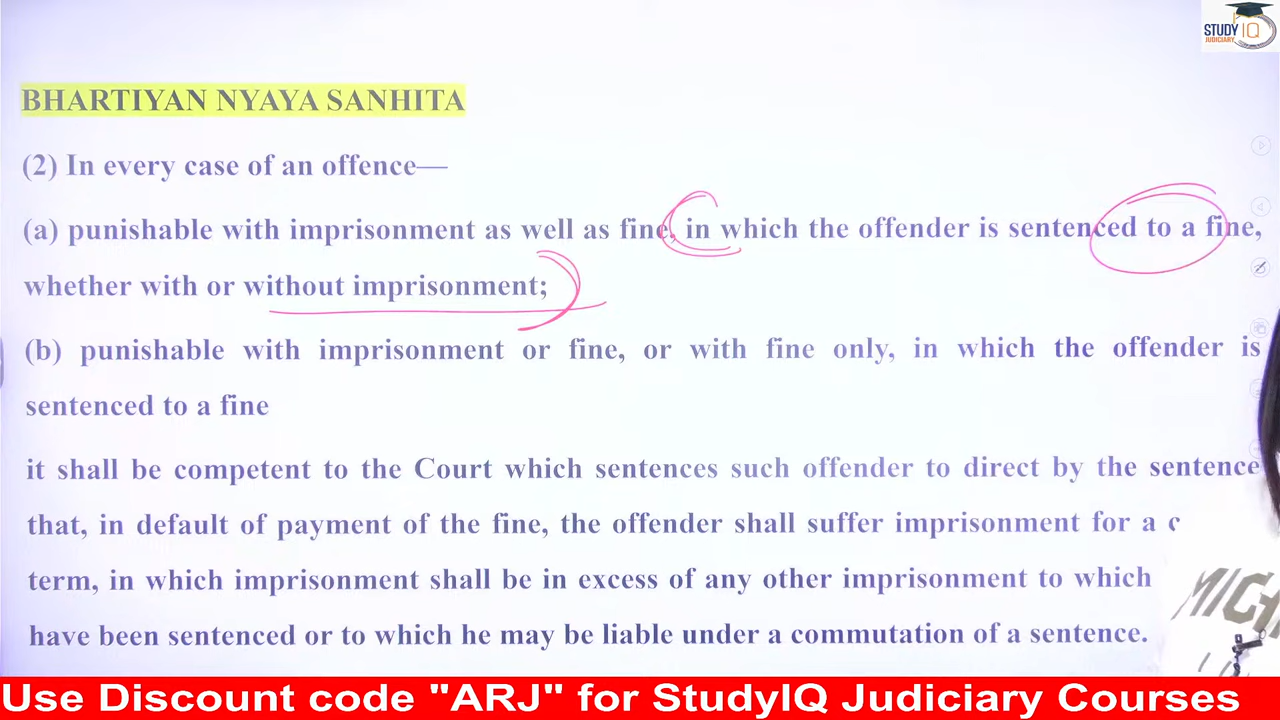 STUDY IQ
JUDICIARY
BHARTIYAN NYAYA SANHITA
(2) In every case of an offence—
(a) punishable with imprisonment as well as fine, in which the offender is sentenced to a fine,
whether with or without imprisonment;
(b) punishable with imprisonment or fine, or with fine only, in which the offender is
sentenced to a fine
it shall be competent to the Court which sentences such offender to direct by the sentence
that, in default of payment of the fine, the offender shall suffer imprisonment for a
term, in which imprisonment shall be in excess of any other imprisonment to which
have been sentenced or to which he may be liable under a commutation of a sentence.
Use Discount code "ARJ" for StudyIQ Judiciary Courses